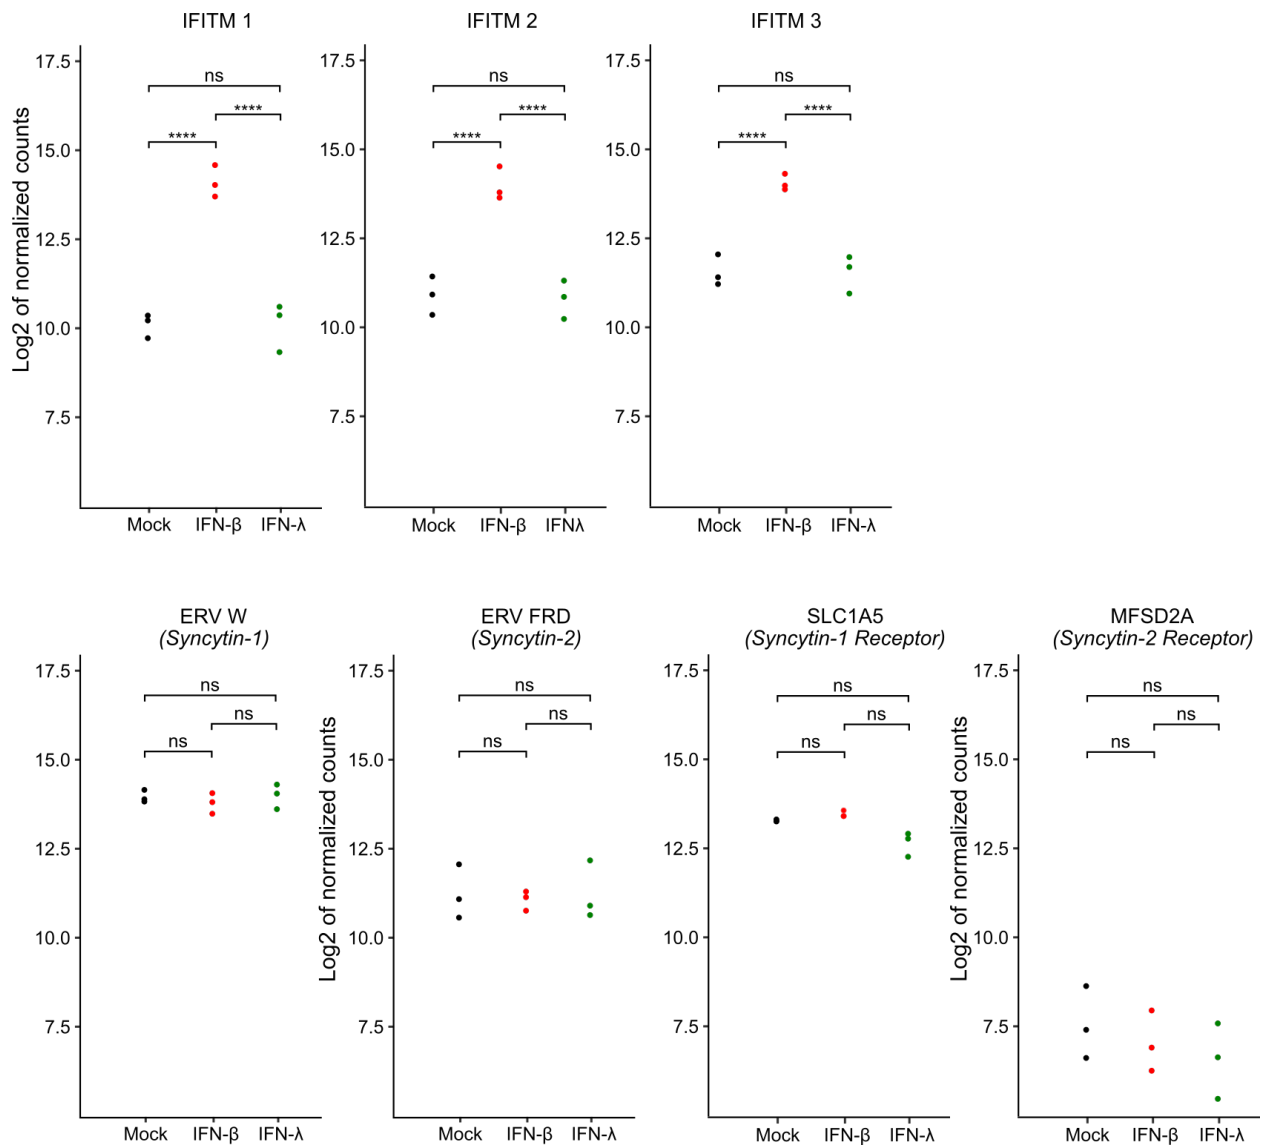 IFITM 1
IFITM 2
IFITM 3
Log2 of normalized counts
17.5
15.0
12.5
10.0
7.5
ns
****
****
Mock IFN-β IFN-λ
17.5
15.0
12.5
10.0
7.5
ns
****
****
Mock IFN-β IFNλ
17.5
15.0
12.5
10.0
7.5
ns
****
****
Mock IFN-β IFN-λ
ERV W
(Syncytin-1)
17.5
15.0
12.5
10.0
7.5
ns
ns
ns
Mock IFN-β IFN-λ
ERV FRD
(Syncytin-2)
Log2 of normalized counts
17.5
15.0
12.5
10.0
7.5
ns
ns
ns
Mock IFN-β IFN-λ
SLC1A5
(Syncytin-1 Receptor)
17.5
15.0
12.5
10.0
7.5
ns
ns
ns
Mock IFN-β IFN-λ
MFSD2A
(Syncytin-2 Receptor)
Log2 of normalized counts
17.5
15.0
12.5
10.0
7.5
ns
ns
ns
Mock IFN-β IFN-λ